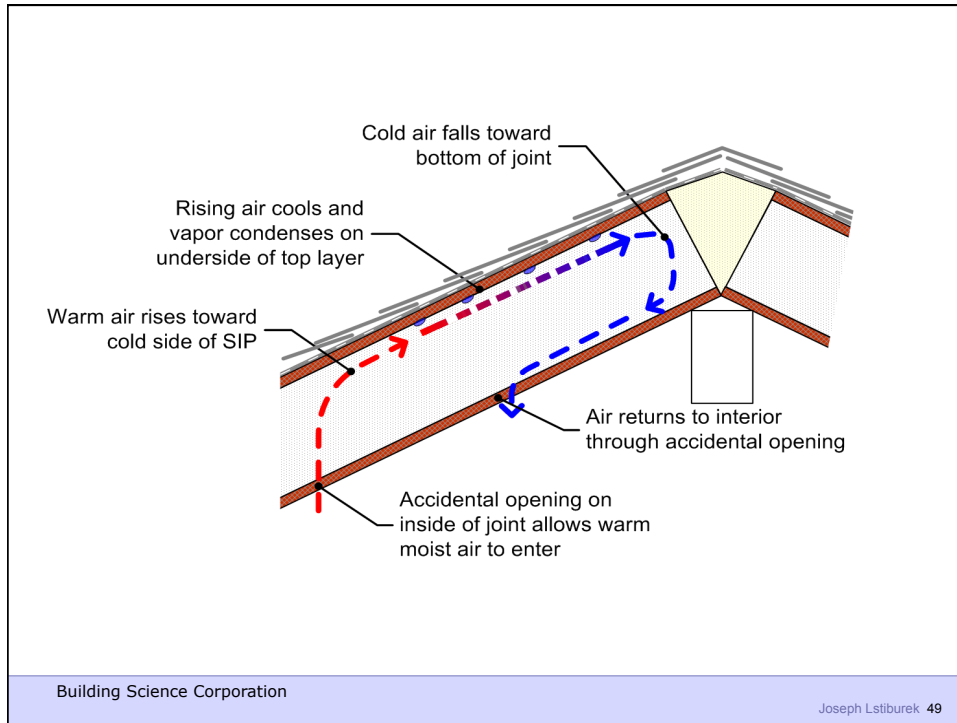 Cold air falls toward
bottom of joint
Rising air cools and
vapor condenses on
underside of top layer
Warm air rises toward
cold side of SIP
Air returns to interior
through accidental opening
Accidental opening on
inside of joint allows warm
moist air to enter
Building Science Corporation
Joseph Lstiburek 49